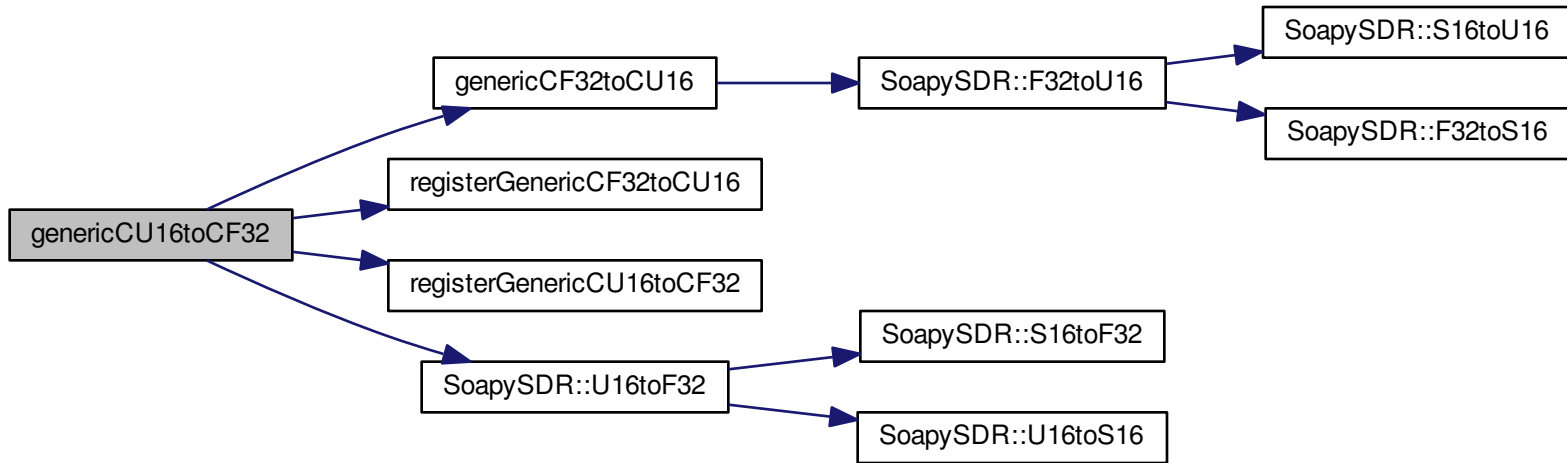 SoapySDR::S16toU16
genericCF32toCU16
SoapySDR::F32toU16
SoapySDR::F32toS16
registerGenericCF32toCU16
genericCU16toCF32
registerGenericCU16toCF32
SoapySDR::S16toF32
SoapySDR::U16toF32
SoapySDR::U16toS16